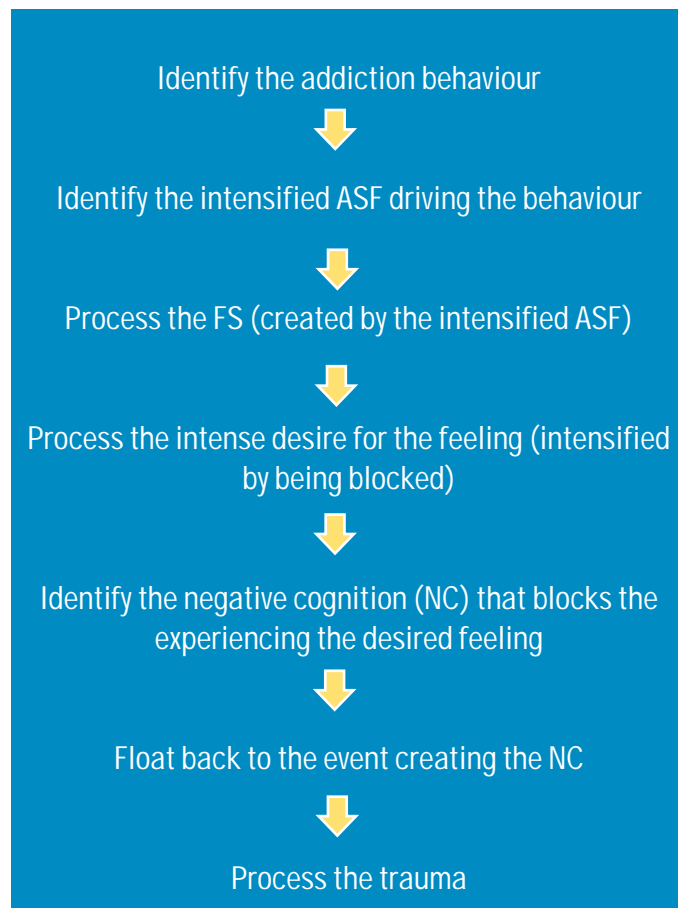 Identify the addiction behaviour
Identify the intensified ASF driving the behaviour
Process the FS (created by the intensified ASF)
Process the intense desire for the feeling (intensified
by being blocked)
Identify the negative cognition (NC) that blocks the
experiencing the desired feeling
Float back to the event creating the NC
Process the trauma